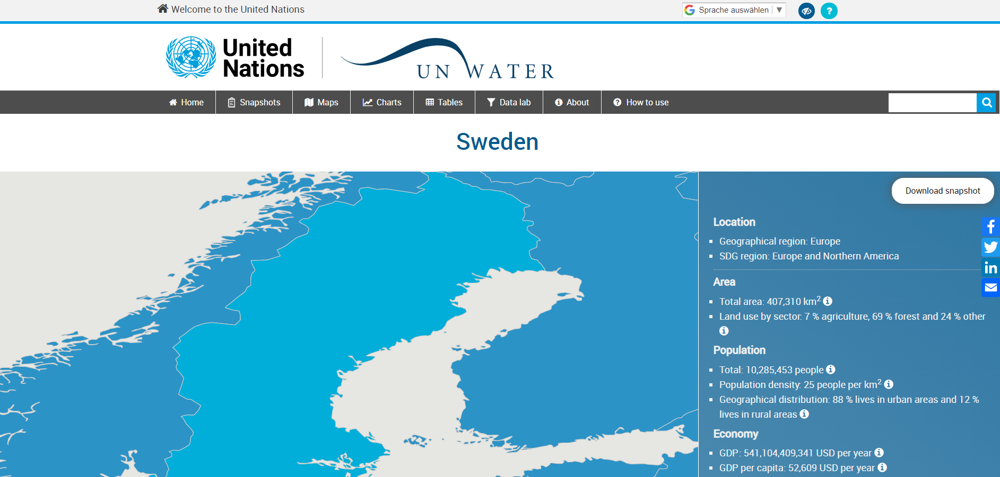 Welcome to the United Nations
Sprache auswählen ▼
?
United
Nations
UN WATER
Home
Snapshots
Maps
Charts
Tables
Data lab
About
How to use
Sweden
Download snapshot
Location
Geographical region: Europe
SDG region: Europe and Northern America
Area
Total area: 407,310 km²
Land use by sector: 7 % agriculture, 69 % forest and 24 % other
Population
Total: 10,285,453 people
Population density: 25 people per km²
Geographical distribution: 88 % lives in urban areas and 12 %
lives in rural areas
Economy
GDP: 541,104,409,341 USD per year
GDP per capita: 52,609 USD per year